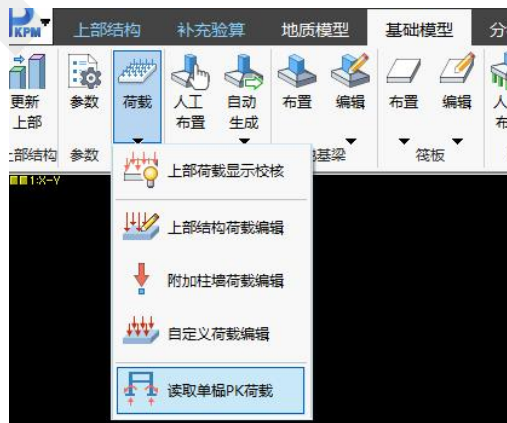 PKPM
上部结构 补充验算 地质模型 基础模型 分
更新
上部
参数
荷载
人工
布置
自动
生成
布置
编辑
布置
编辑
人
布
上部结构 参数 基梁 筏板
1:X-Y
上部荷载显示校核
上部结构荷载编辑
附加柱墙荷载编辑
自定义荷载编辑
读取单榀PK荷载